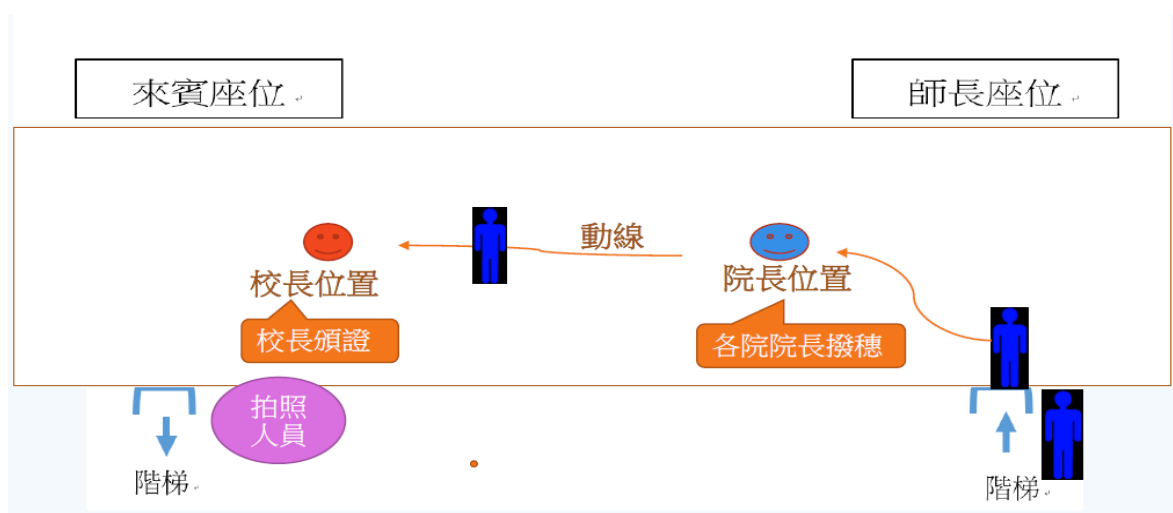 來賓座位
師長座位
動線
校長位置
院長位置
校長頒證
各院院長撥穗
拍照
人員
階梯
階梯